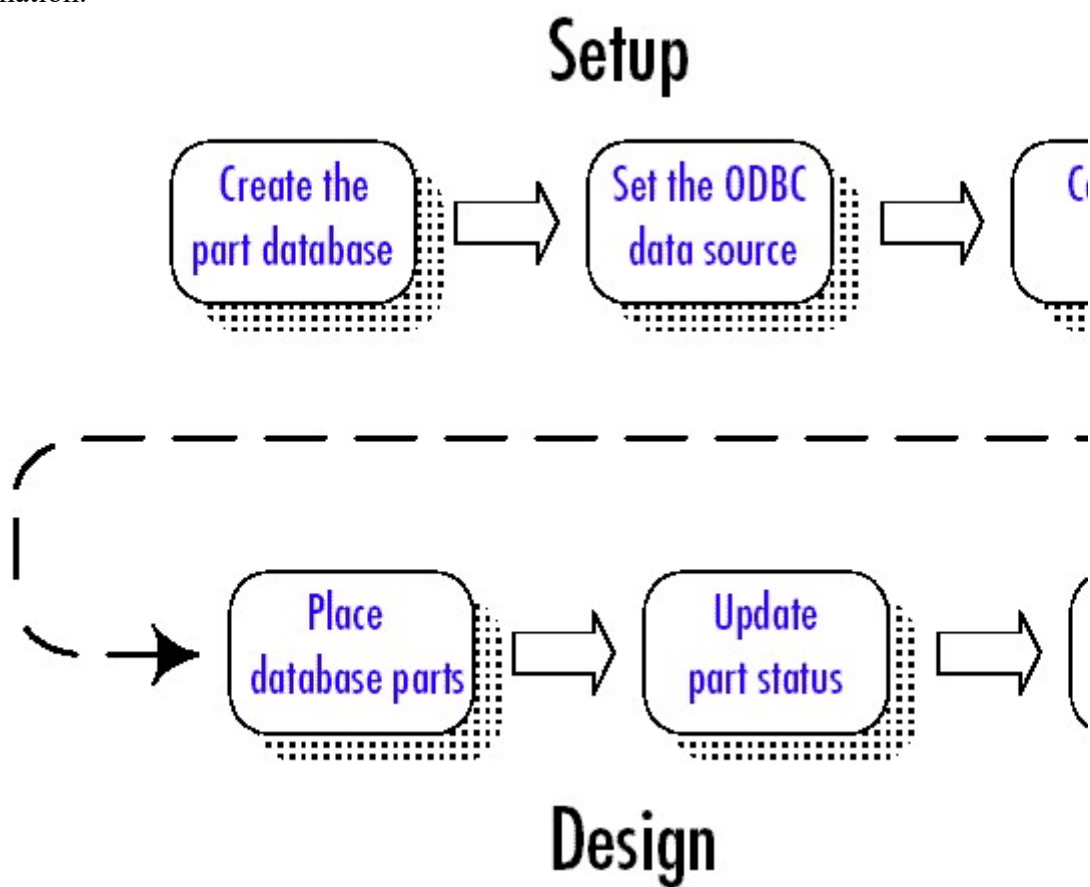 Setup
Create the
part database
Set the ODBC
data source
Place
database parts
Update
part status
Design